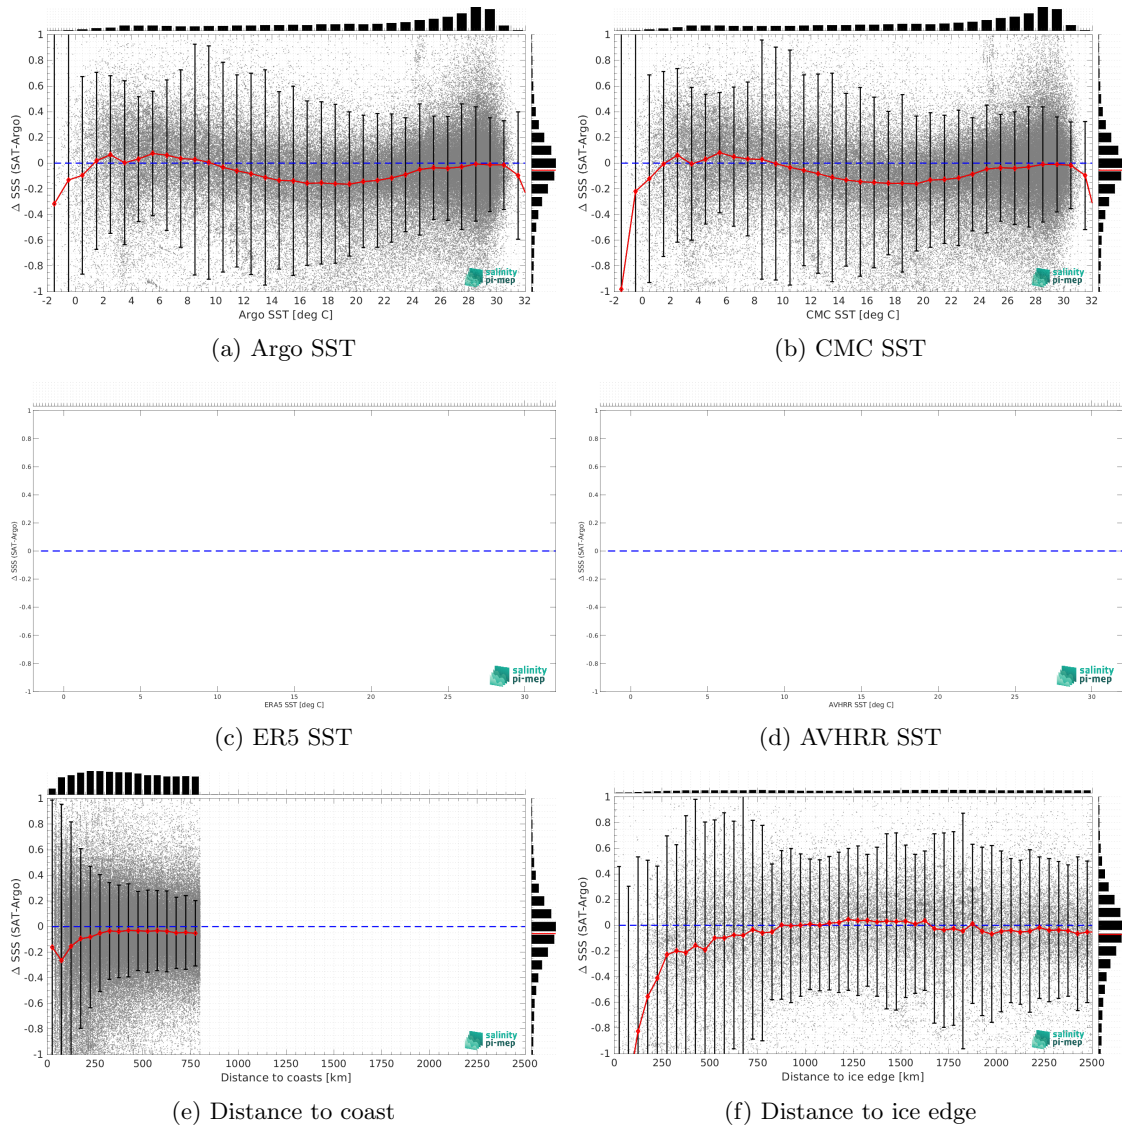 1
0.8
0.6
0.4
0.2
0
-0.2
-0.4
-0.6
-0.8
-1
Δ SSS (SAT-Argo)
-2 0 2 4 6 8 10 12 14 16 18 20 22 24 26 28 30 32
Argo SST [deg C]
salinity
pi-mep
(a) Argo SST
1
0.8
0.6
0.4
0.2
0
-0.2
-0.4
-0.6
-0.8
-1
Δ SSS (SAT-Argo)
-2 0 2 4 6 8 10 12 14 16 18 20 22 24 26 28 30 32
CMC SST [deg C]
salinity
pi-mep
(b) CMC SST
1
0.8
0.6
0.4
0.2
0
-0.2
-0.4
-0.6
-0.8
-1
Δ SSS (SAT-Argo)
0 5 10 15 20 25 30
ERA5 SST [deg C]
salinity
pi-mep
(c) ER5 SST
1
0.8
0.6
0.4
0.2
0
-0.2
-0.4
-0.6
-0.8
-1
Δ SSS (SAT-Argo)
0 5 10 15 20 25 30
AVHRR SST [deg C]
salinity
pi-mep
(d) AVHRR SST
1
0.8
0.6
0.4
0.2
0
-0.2
-0.4
-0.6
-0.8
-1
Δ SSS (SAT-Argo)
0 250 500 750 1000 1250 1500 1750 2000 2250 2500
Distance to coasts [km]
salinity
pi-mep
(e) Distance to coast
1
0.8
0.6
0.4
0.2
0
-0.2
-0.4
-0.6
-0.8
-1
Δ SSS (SAT-Argo)
0 250 500 750 1000 1250 1500 1750 2000 2250 2500
Distance to ice edge [km]
salinity
pi-mep
(f) Distance to ice edge